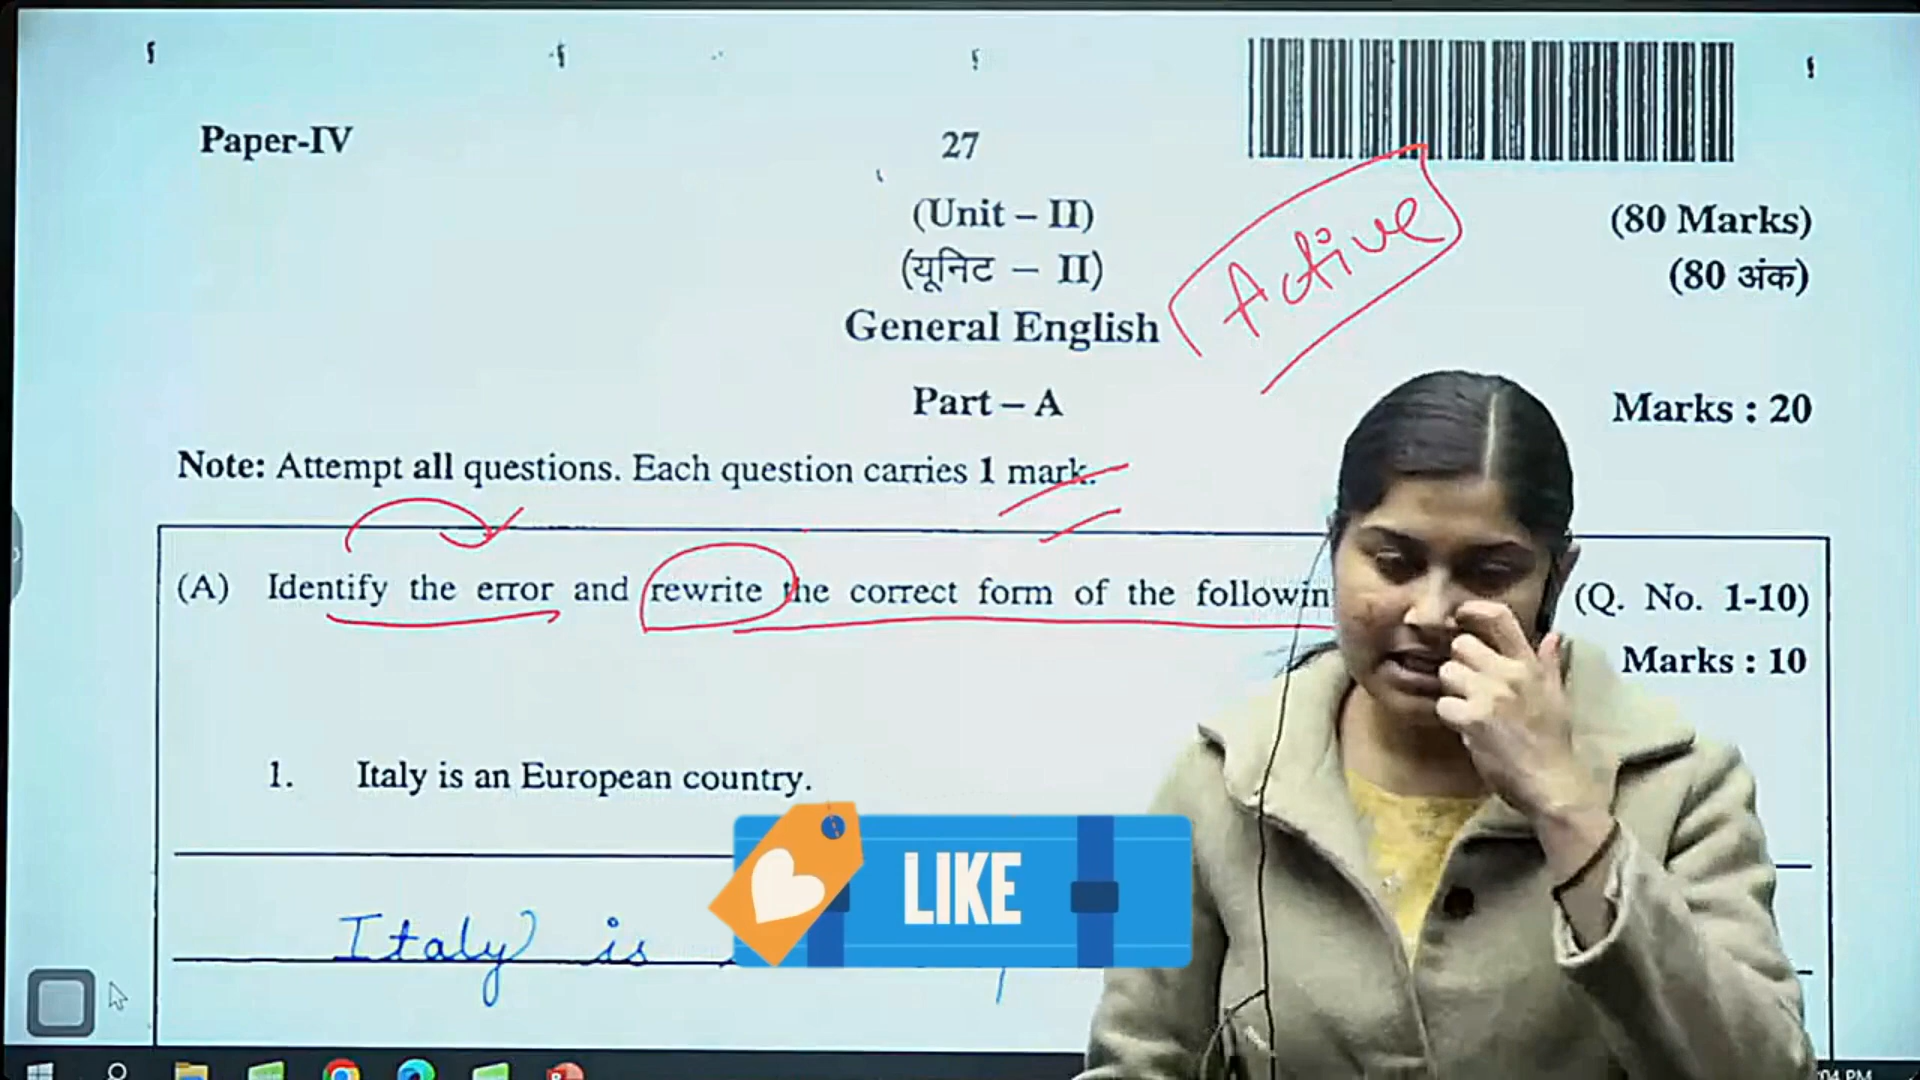 Paper-IV
27
(Unit – II)
(80 Marks)
(यूनिट – II)
(80 अंक)
Active
General English
Part – A
Marks : 20
Note: Attempt all questions. Each question carries 1 mark.
(A) Identify the error and rewrite the correct form of the followin
(Q. No. 1-10)
Marks : 10
1. Italy is an European country.
LIKE
Italy is
04 PM